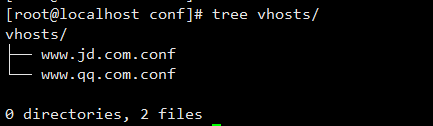 [root@localhost conf]# tree vhosts/
vhosts/
├── www.jd.com.conf
└── www.qq.com.conf
0 directories, 2 files